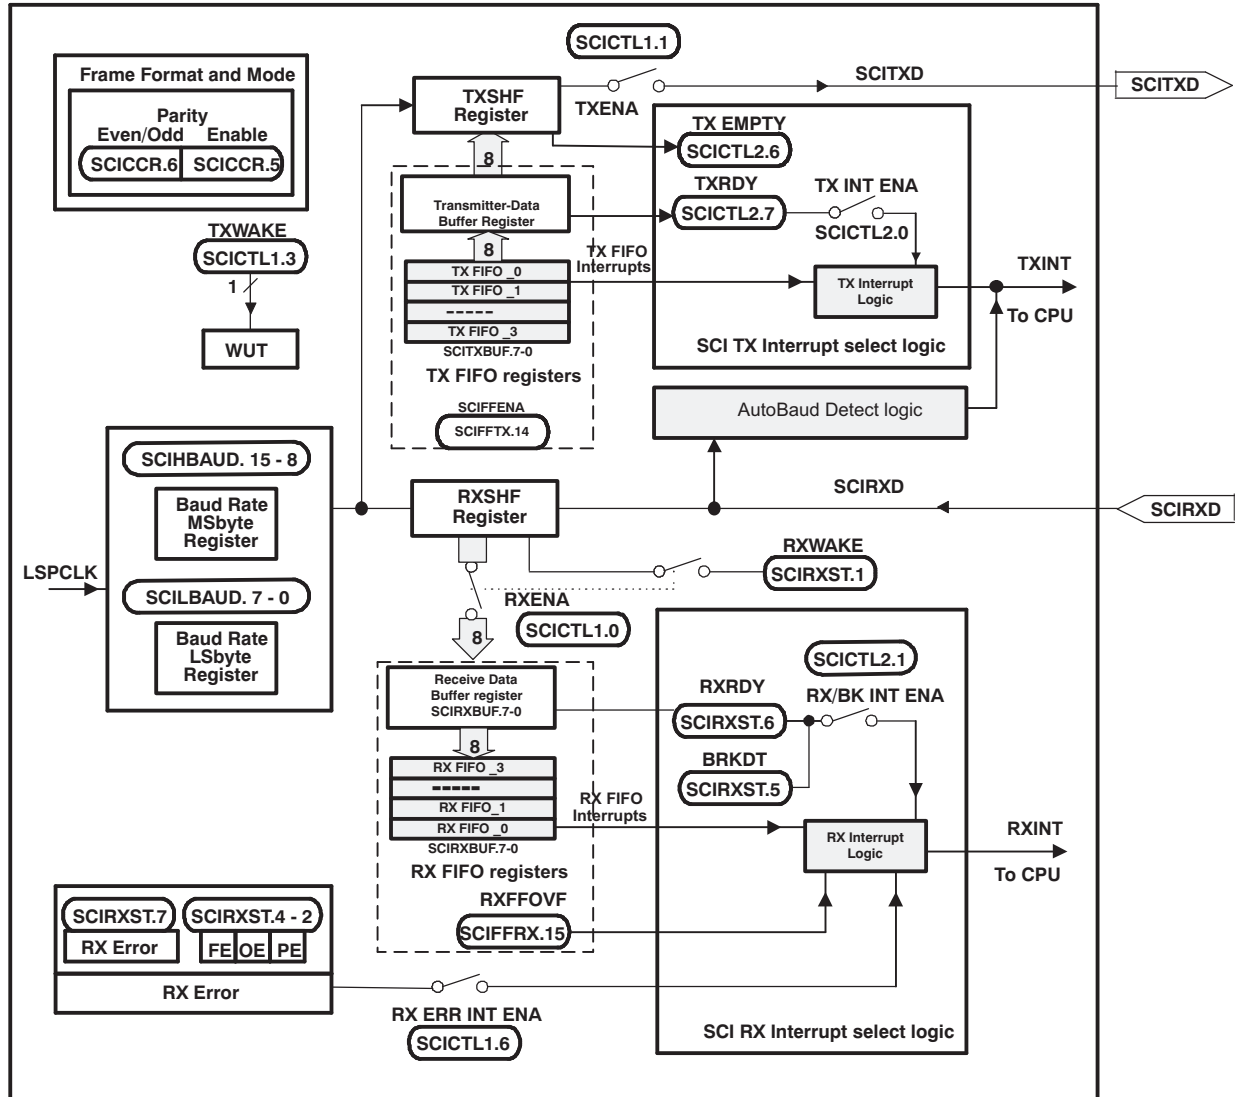 SCICTL1.1
Frame Format and Mode
Parity
Even/Odd Enable
SCICCR.6 SCICCR.5
TXSHF
Register
TXENA
SCITXD
SCITXD
TX EMPTY
SCICTL2.6
8
Transmitter-Data
Buffer Register
TXRDY
SCICTL2.7
TX INT ENA
SCICTL2.0
TXWAKE
SCICTL1.3
1
WUT
8
TX FIFO _0
TX FIFO _1
-----
TX FIFO _3
SCITXBUF.7-0
TX FIFO registers
SCIFFENA
SCIFFTX.14
TX FIFO
Interrupts
TX Interrupt
Logic
TXINT
To CPU
SCI TX Interrupt select logic
AutoBaud Detect logic
SCIHBAUD. 15 - 8
Baud Rate
MSbyte
Register
LSPCLK
SCILBAUD. 7 - 0
Baud Rate
LSbyte
Register
RXSHF
Register
SCIRXD
SCIRXD
RXWAKE
SCIRXST.1
RXENA
SCICTL1.0
8
Receive Data
Buffer register
SCIRXBUF.7-0
8
RX FIFO _3
-----
RX FIFO_1
RX FIFO _0
SCIRXBUF.7-0
RX FIFO registers
RXFFOVF
SCIFFRX.15
RX FIFO
Interrupts
SCICTL2.1
RXRDY
RX/BK INT ENA
SCIRXST.6
BRKDT
SCIRXST.5
RX Interrupt
Logic
RXINT
To CPU
SCI RX Interrupt select logic
SCIRXST.7 SCIRXST.4 - 2
RX Error FE OE PE
RX Error
RX ERR INT ENA
SCICTL1.6